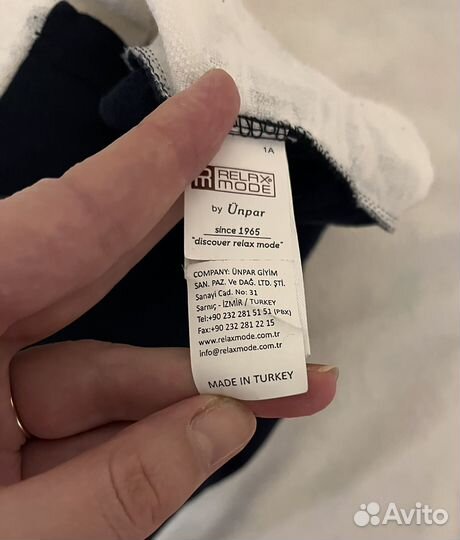 1A
RM RELAX®
MODE
by Ünpar
since 1965
"discover relax mode"
COMPANY: ÜNPAR GİYİM
SAN. PAZ. Ve DAĞ. LTD. ŞTİ.
Sanayi Cad. No: 31
Sarnıç - İZMİR / TURKEY
Tel:+90 232 281 51 51 (PBX)
Fax:+90 232 281 22 15
www.relaxmode.com.tr
info@relaxmode.com.tr
MADE IN TURKEY
Avito